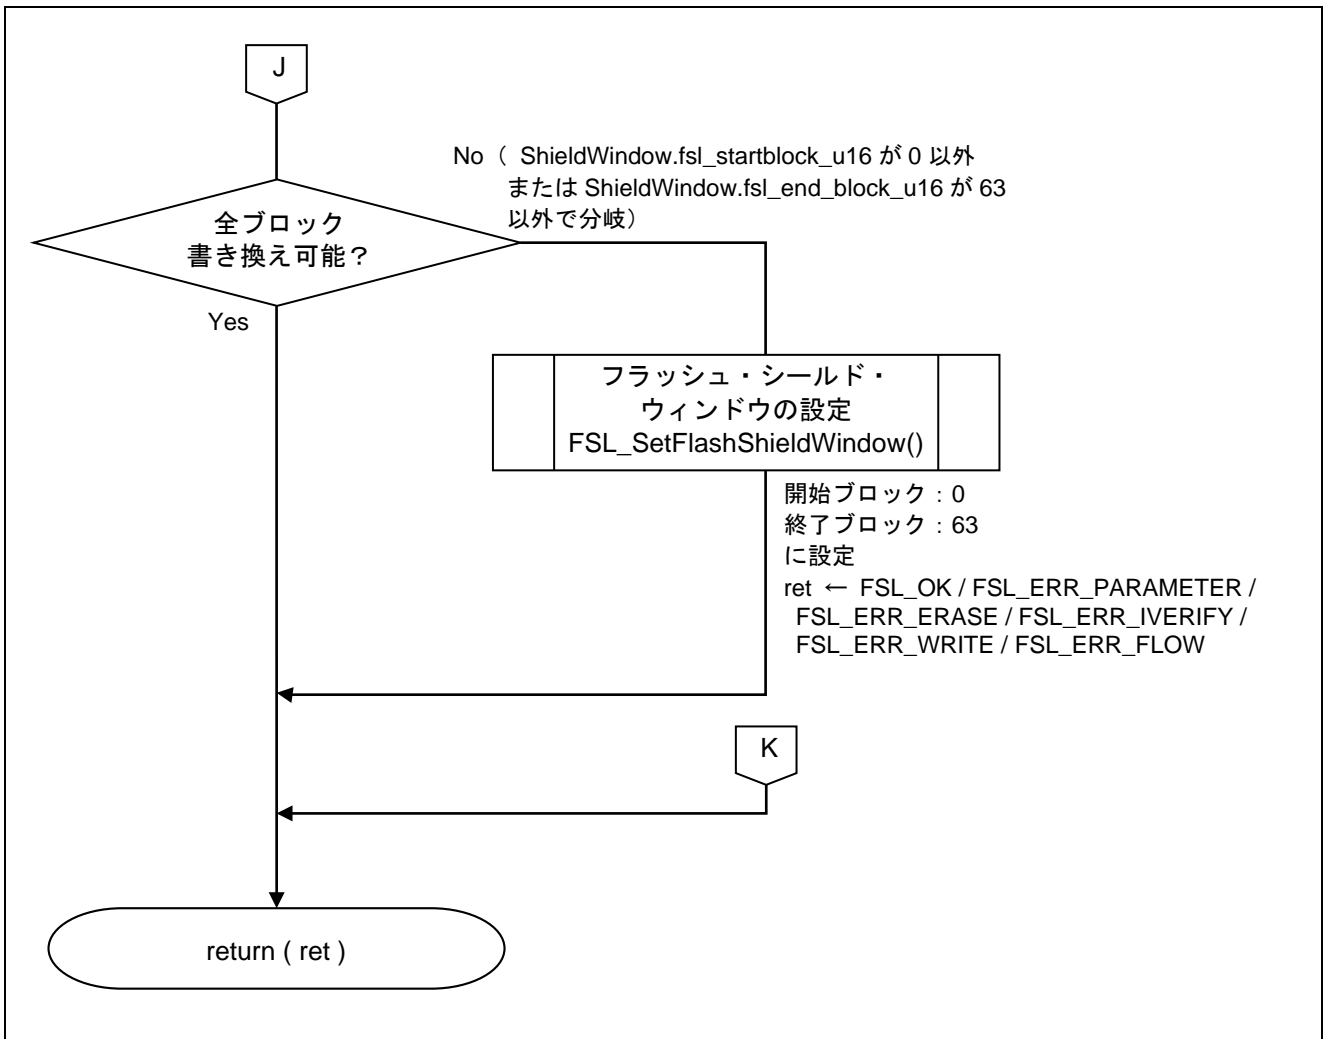 J
No（ ShieldWindow.fsl_startblock_u16 が 0 以外
または ShieldWindow.fsl_end_block_u16 が 63
以外で分岐）
全ブロック
書き換え可能？
Yes
フラッシュ・シールド・
ウィンドウの設定
FSL_SetFlashShieldWindow()
開始ブロック：0
終了ブロック：63
に設定
ret ← FSL_OK / FSL_ERR_PARAMETER /
FSL_ERR_ERASE / FSL_ERR_IVERIFY /
FSL_ERR_WRITE / FSL_ERR_FLOW
K
return ( ret )